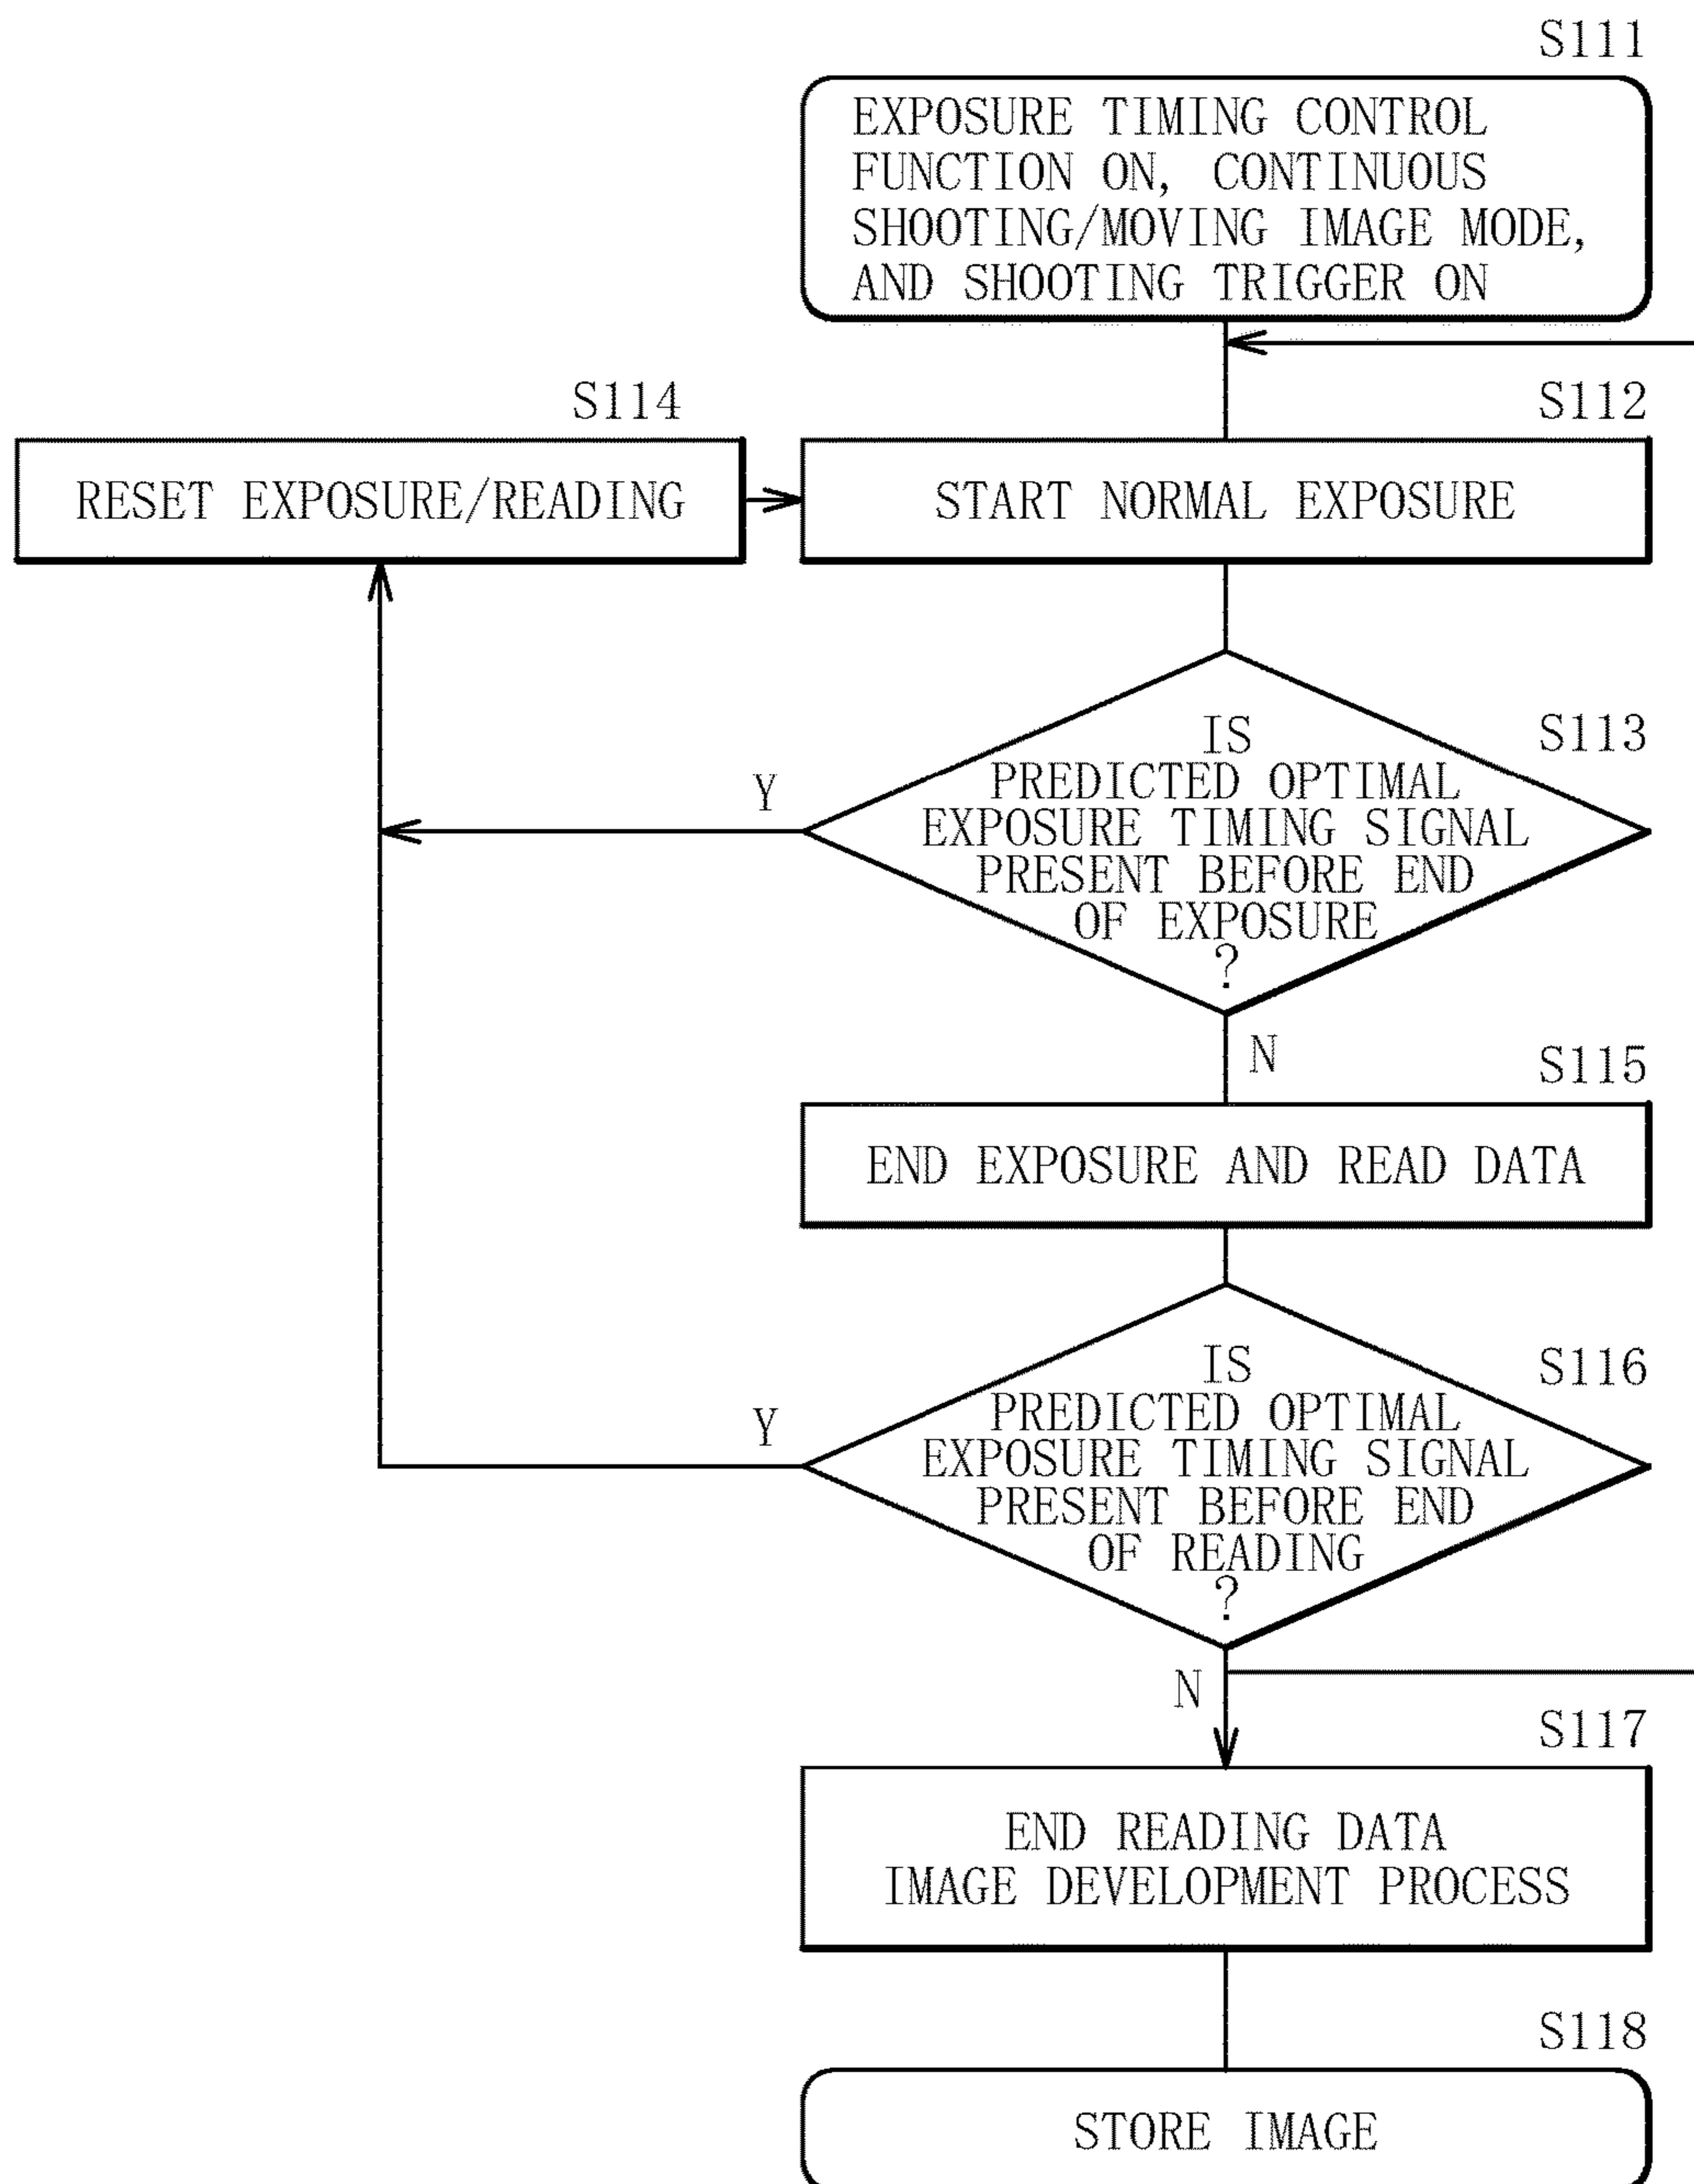 S111
EXPOSURE TIMING CONTROL
FUNCTION ON, CONTINUOUS
SHOOTING/MOVING IMAGE MODE,
AND SHOOTING TRIGGER ON
S114
RESET EXPOSURE/READING
S112
START NORMAL EXPOSURE
S113
IS
PREDICTED OPTIMAL
EXPOSURE TIMING SIGNAL
PRESENT BEFORE END
OF EXPOSURE
?
Y
N
S115
END EXPOSURE AND READ DATA
S116
IS
PREDICTED OPTIMAL
EXPOSURE TIMING SIGNAL
PRESENT BEFORE END
OF READING
?
Y
N
S117
END READING DATA
IMAGE DEVELOPMENT PROCESS
S118
STORE IMAGE